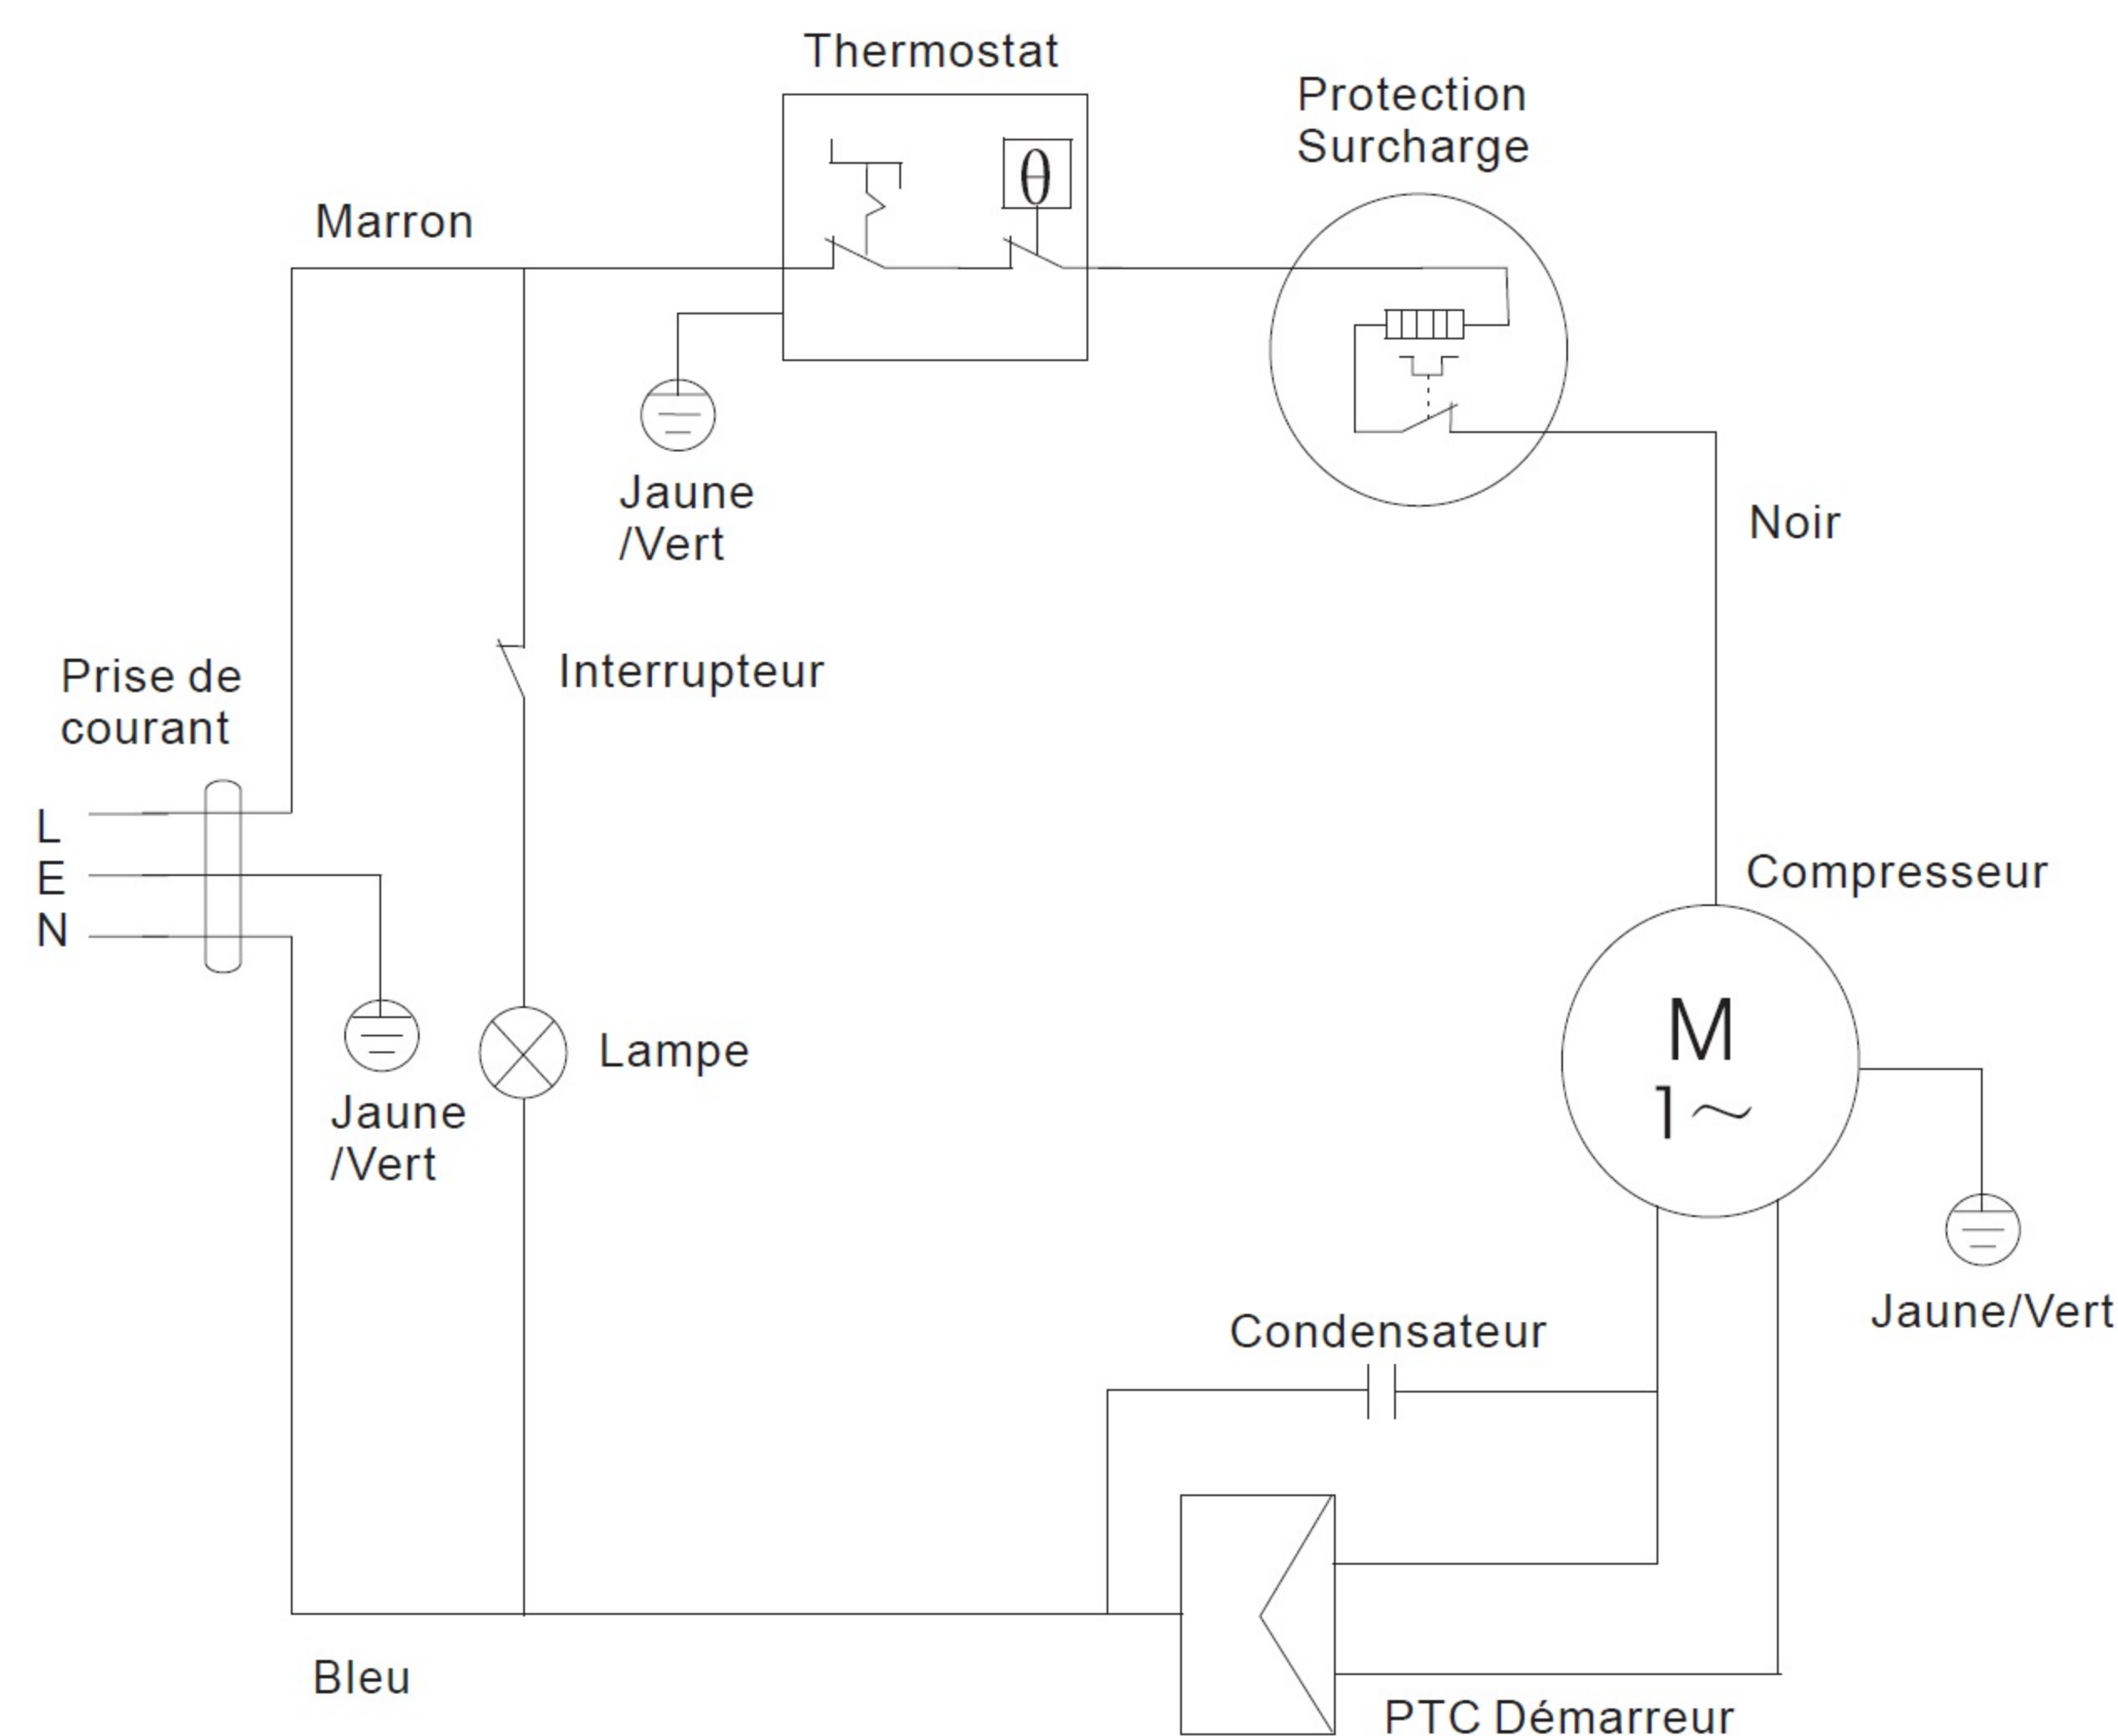 Thermostat
Protection
Surcharge
θ
Marron
Jaune
/Vert
Noir
Interrupteur
Prise de
courant
L
E
N
Compresseur
M
1~
Lampe
Jaune
/Vert
Jaune/Vert
Condensateur
Bleu
PTC Démarreur